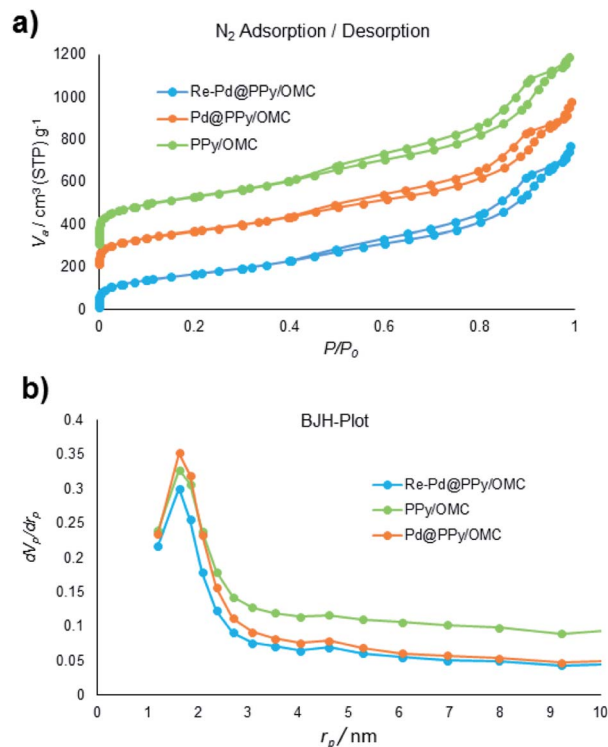 a)
N₂ Adsorption / Desorption
1200
1000
800
600
400
200
0
Vₐ / cm³ (STP) g⁻¹
Re-Pd@PPy/OMC
Pd@PPy/OMC
PPy/OMC
0 0.2 0.4 0.6 0.8 1
P/P₀
b)
BJH-Plot
0.4
0.35
0.3
0.25
0.2
0.15
0.1
0.05
0
dVₚ/drₚ
Re-Pd@PPy/OMC
PPy/OMC
Pd@PPy/OMC
0 1 2 3 4 5 6 7 8 9 10
rₚ / nm